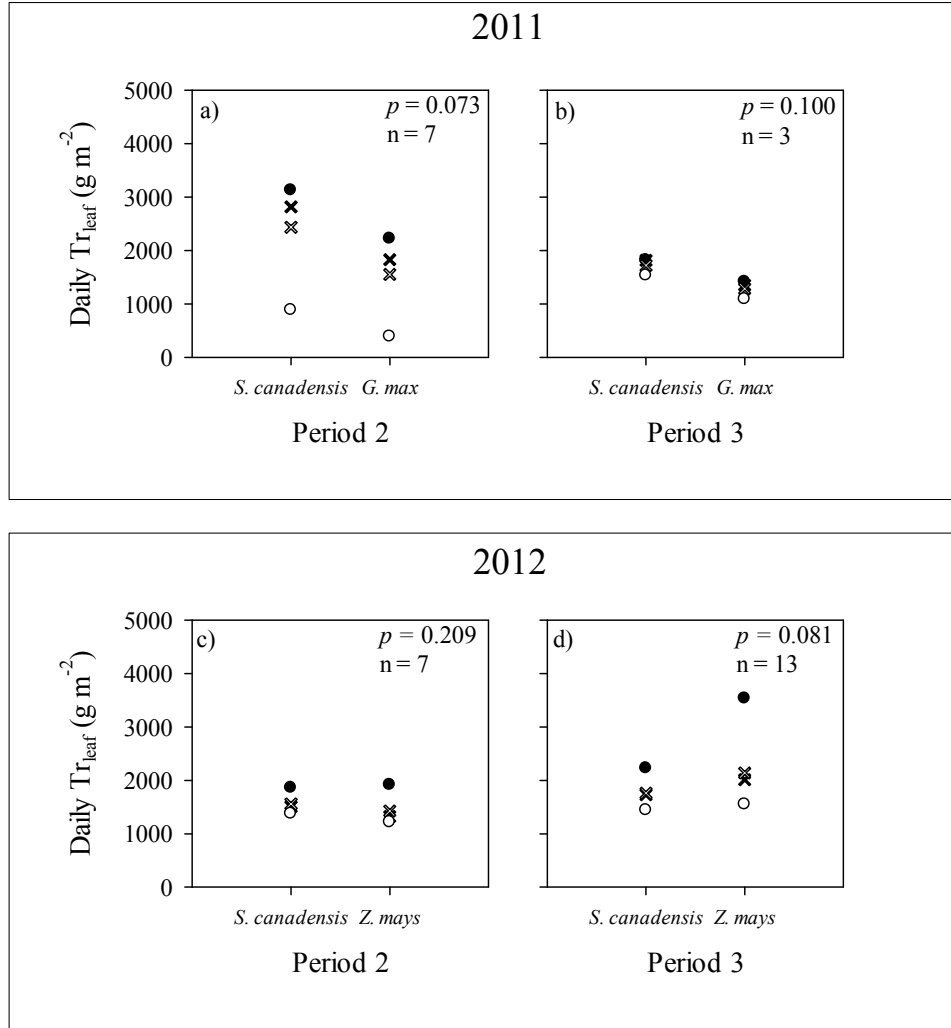 2011
a)
p = 0.073
n = 7
b)
p = 0.100
n = 3
Daily Tr_leaf (g m^-2)
5000
4000
3000
2000
1000
0
S. canadensis G. max
S. canadensis G. max
Period 2
Period 3
2012
c)
p = 0.209
n = 7
d)
p = 0.081
n = 13
Daily Tr_leaf (g m^-2)
5000
4000
3000
2000
1000
0
S. canadensis Z. mays
S. canadensis Z. mays
Period 2
Period 3